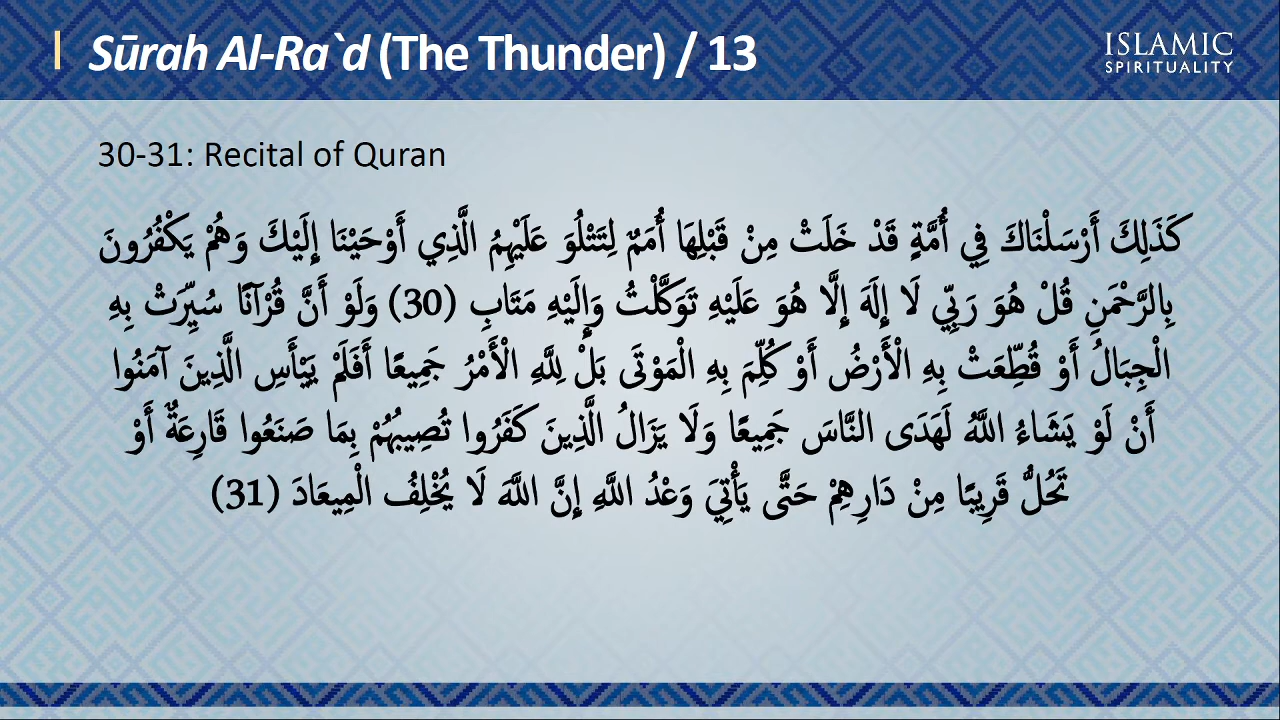 Sūrah Al-Ra`d (The Thunder) / 13
ISLAMIC
SPIRITUALITY
30-31: Recital of Quran
كَذَلِكَ أَرْسَلْنَاكَ فِي أُمَّةٍ قَدْ خَلَتْ مِنْ قَبْلِهَا أُمَمٌ لِتَتْلُوَ عَلَيْهِمُ الَّذِي أَوْحَيْنَا إِلَيْكَ وَهُمْ يَكْفُرُونَ
بِالرَّحْمَنِ قُلْ هُوَ رَبِّي لَا إِلَهَ إِلَّا هُوَ عَلَيْهِ تَوَكَّلْتُ وَإِلَيْهِ مَتَابِ (30) وَلَوْ أَنَّ قُرْآنًا سُيِّرَتْ بِهِ
الْجِبَالُ أَوْ قُطِّعَتْ بِهِ الْأَرْضُ أَوْ كُلِّمَ بِهِ الْمَوْتَى بَلْ لِلَّهِ الْأَمْرُ جَمِيعًا أَفَلَمْ يَيْأَسِ الَّذِينَ آمَنُوا
أَنْ لَوْ يَشَاءُ اللَّهُ لَهَدَى النَّاسَ جَمِيعًا وَلَا يَزَالُ الَّذِينَ كَفَرُوا تُصِيبُهُمْ بِمَا صَنَعُوا قَارِعَةٌ أَوْ
تَحُلُّ قَرِيبًا مِنْ دَارِهِمْ حَتَّى يَأْتِيَ وَعْدُ اللَّهِ إِنَّ اللَّهَ لَا يُخْلِفُ الْمِيعَادَ (31)